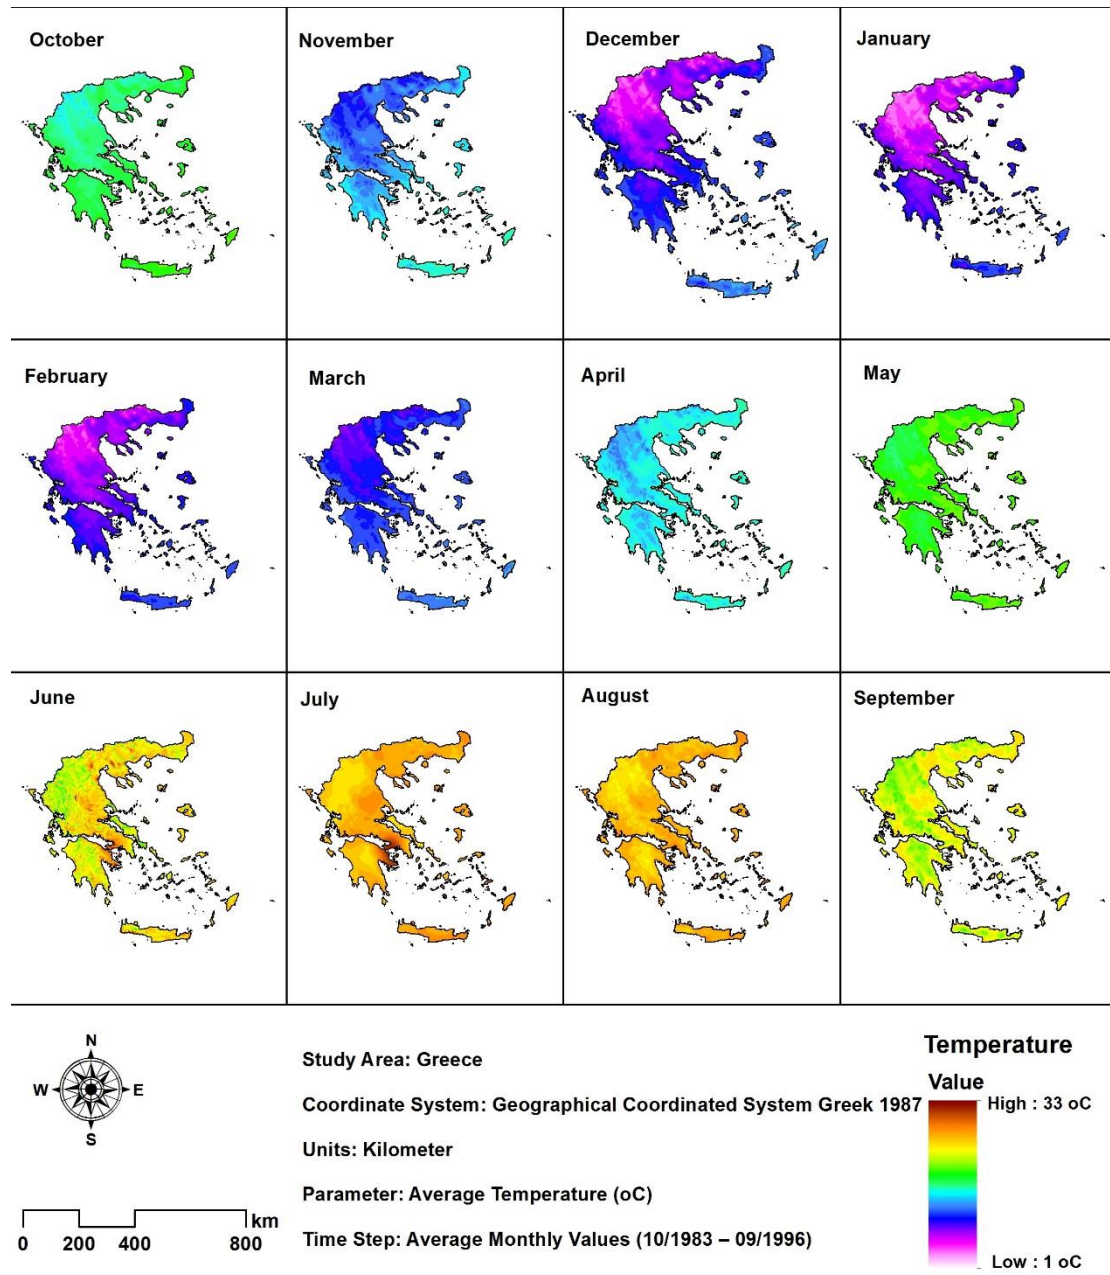 October
November
December
January
February
March
April
May
June
July
August
September
N
W
E
S
km
0 200 400 800
Study Area: Greece
Coordinate System: Geographical Coordinated System Greek 1987
Units: Kilometer
Parameter: Average Temperature (oC)
Time Step: Average Monthly Values (10/1983 – 09/1996)
Temperature
Value
High : 33 oC
Low : 1 oC